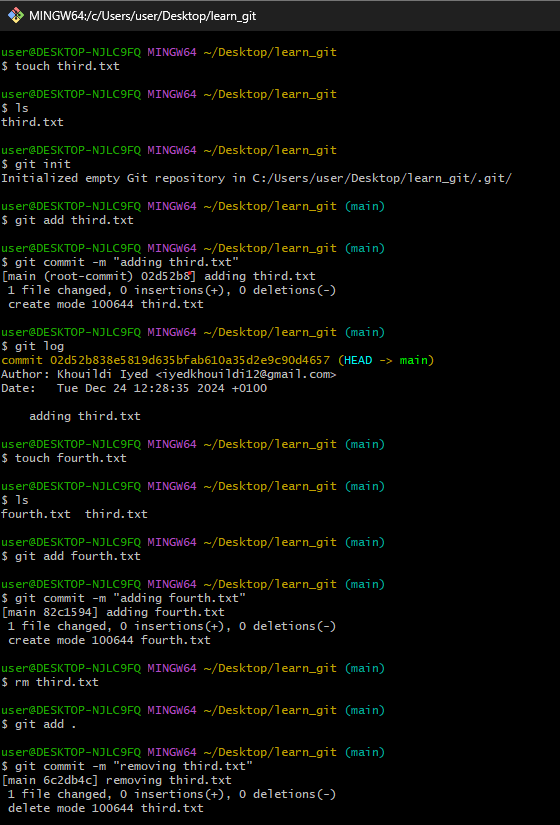 MINGW64:/c/Users/user/Desktop/learn_git
user@DESKTOP-NJLC9FQ MINGW64 ~/Desktop/learn_git
$ touch third.txt
user@DESKTOP-NJLC9FQ MINGW64 ~/Desktop/learn_git
$ ls
third.txt
user@DESKTOP-NJLC9FQ MINGW64 ~/Desktop/learn_git
$ git init
Initialized empty Git repository in C:/Users/user/Desktop/learn_git/.git/
user@DESKTOP-NJLC9FQ MINGW64 ~/Desktop/learn_git (main)
$ git add third.txt
user@DESKTOP-NJLC9FQ MINGW64 ~/Desktop/learn_git (main)
$ git commit -m "adding third.txt"
[main (root-commit) 02d52b8] adding third.txt
 1 file changed, 0 insertions(+), 0 deletions(-)
 create mode 100644 third.txt
user@DESKTOP-NJLC9FQ MINGW64 ~/Desktop/learn_git (main)
$ git log
commit 02d52b838e5819d635bfab610a35d2e9c90d4657 (HEAD -> main)
Author: Khouildi Iyed <iyedkhouildi12@gmail.com>
Date:   Tue Dec 24 12:28:35 2024 +0100
    adding third.txt
user@DESKTOP-NJLC9FQ MINGW64 ~/Desktop/learn_git (main)
$ touch fourth.txt
user@DESKTOP-NJLC9FQ MINGW64 ~/Desktop/learn_git (main)
$ ls
fourth.txt  third.txt
user@DESKTOP-NJLC9FQ MINGW64 ~/Desktop/learn_git (main)
$ git add fourth.txt
user@DESKTOP-NJLC9FQ MINGW64 ~/Desktop/learn_git (main)
$ git commit -m "adding fourth.txt"
[main 82c1594] adding fourth.txt
 1 file changed, 0 insertions(+), 0 deletions(-)
 create mode 100644 fourth.txt
user@DESKTOP-NJLC9FQ MINGW64 ~/Desktop/learn_git (main)
$ rm third.txt
user@DESKTOP-NJLC9FQ MINGW64 ~/Desktop/learn_git (main)
$ git add .
user@DESKTOP-NJLC9FQ MINGW64 ~/Desktop/learn_git (main)
$ git commit -m "removing third.txt"
[main 6c2db4c] removing third.txt
 1 file changed, 0 insertions(+), 0 deletions(-)
 delete mode 100644 third.txt